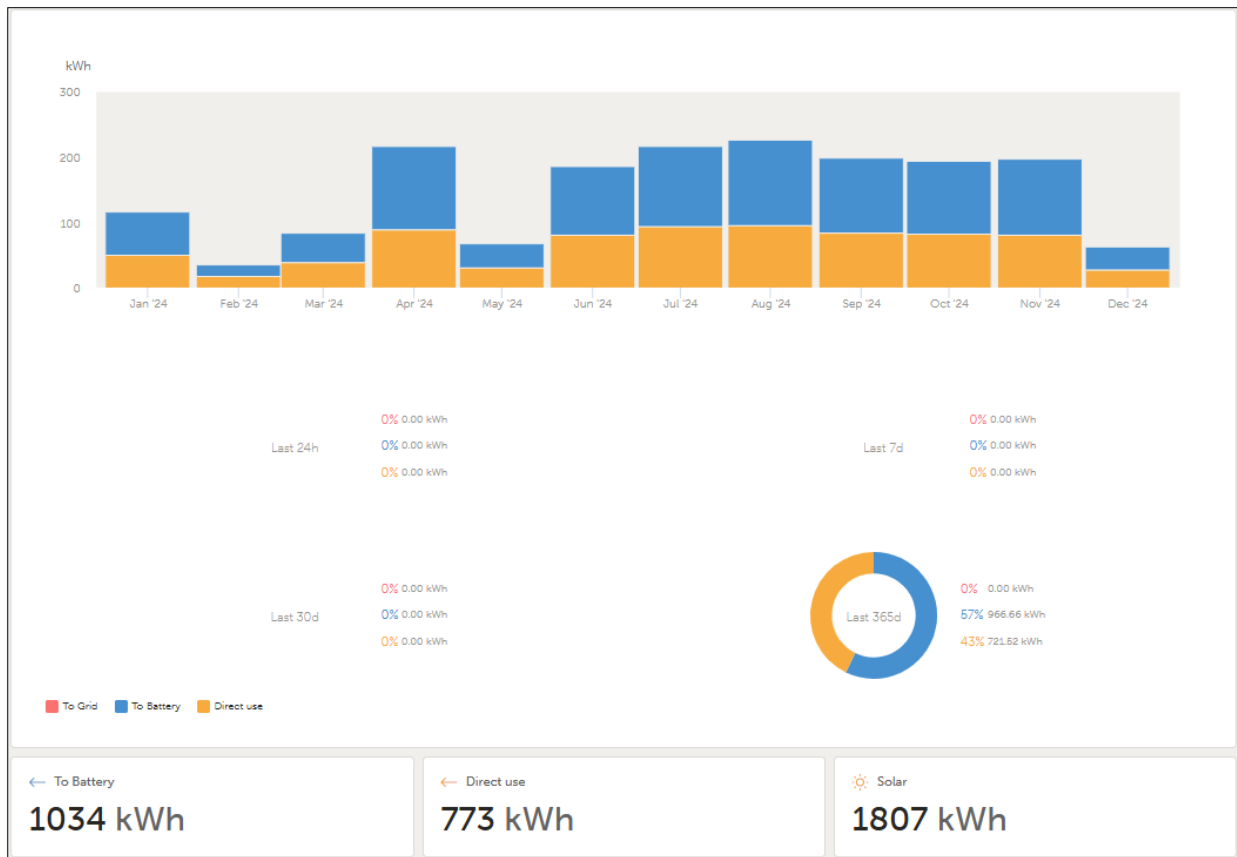 kWh
300
200
100
0
Jan '24 Feb '24 Mar '24 Apr '24 May '24 Jun '24 Jul '24 Aug '24 Sep '24 Oct '24 Nov '24 Dec '24
Last 24h
0% 0.00 kWh
0% 0.00 kWh
0% 0.00 kWh
Last 7d
0% 0.00 kWh
0% 0.00 kWh
0% 0.00 kWh
Last 30d
0% 0.00 kWh
0% 0.00 kWh
0% 0.00 kWh
Last 365d
0% 0.00 kWh
57% 966.66 kWh
43% 721.52 kWh
To Grid To Battery Direct use
To Battery
1034 kWh
Direct use
773 kWh
Solar
1807 kWh